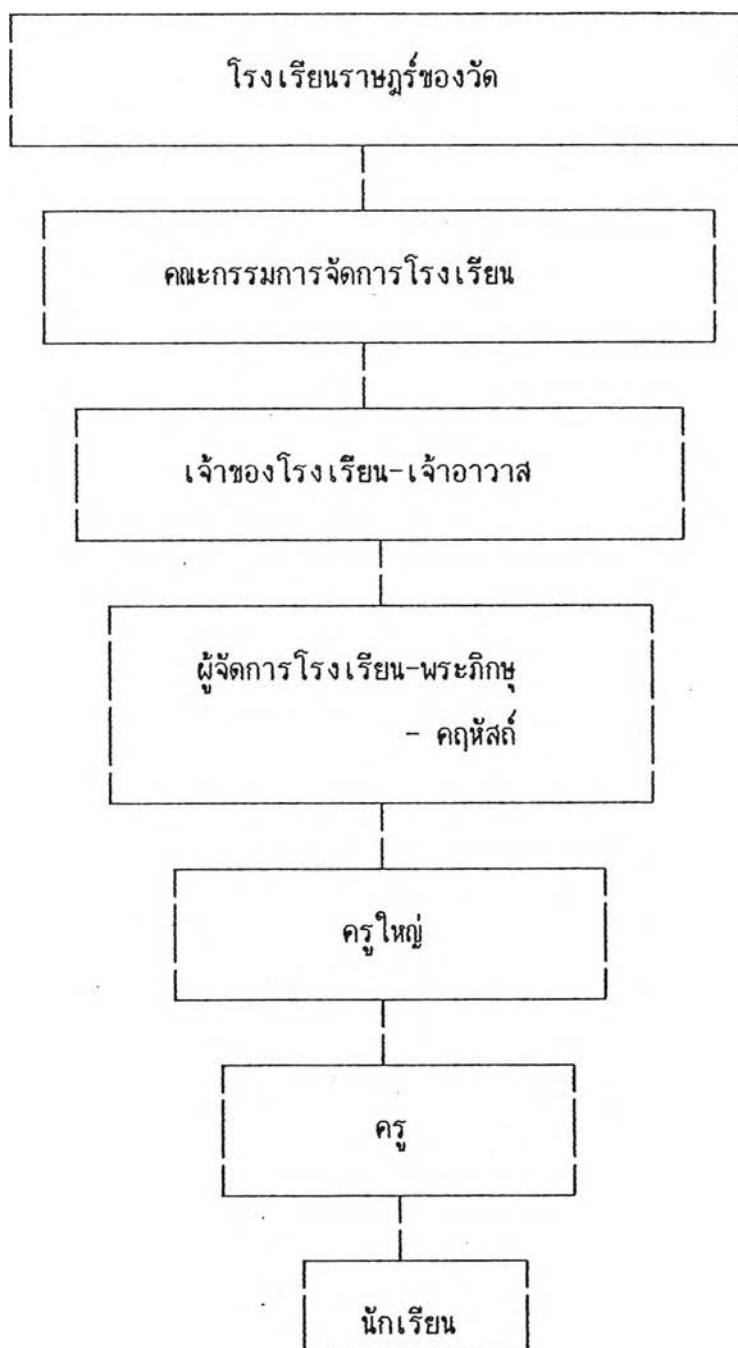 โรงเรียนราษฎร์ของวัด
คณะกรรมการจัดการโรงเรียน
เจ้าของโรงเรียน-เจ้าอาวาส
ผู้จัดการโรงเรียน-พระภิกษุ
- คฤหัสถ์
ครูใหญ่
ครู
นักเรียน